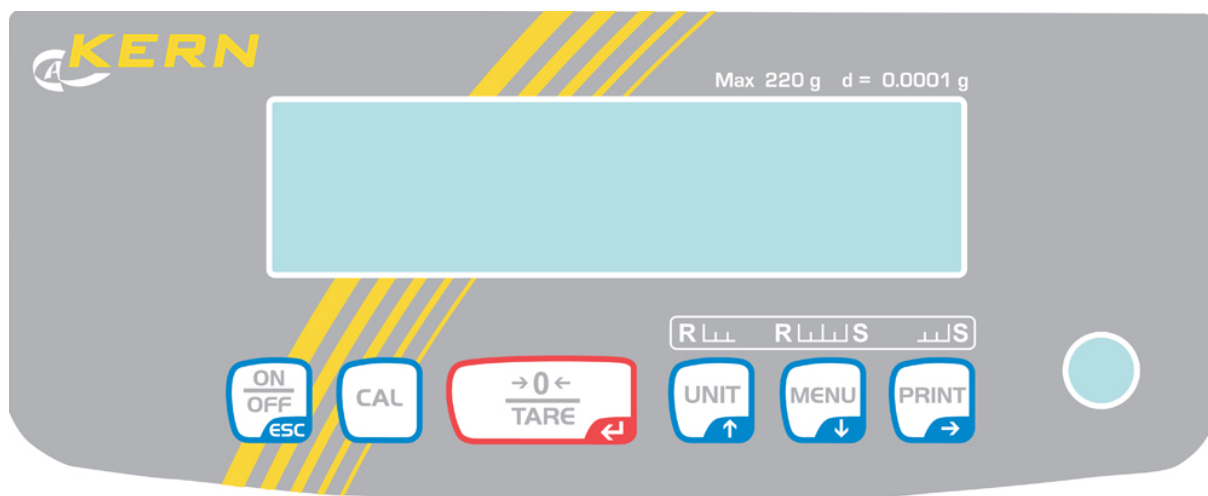 KERN
Max 220 g d = 0.0001 g
R R S S
ON
OFF
ESC
CAL
→0←
TARE
UNIT
MENU
PRINT